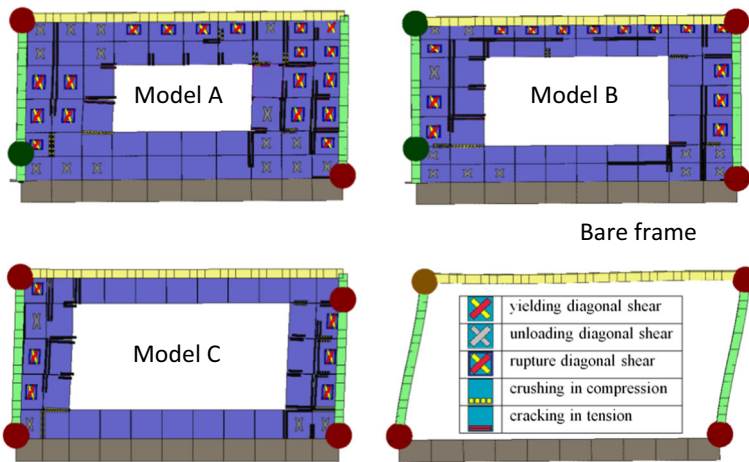 Model A
Model B
Bare frame
Model C
yielding diagonal shear
unloading diagonal shear
rupture diagonal shear
crushing in compression
cracking in tension